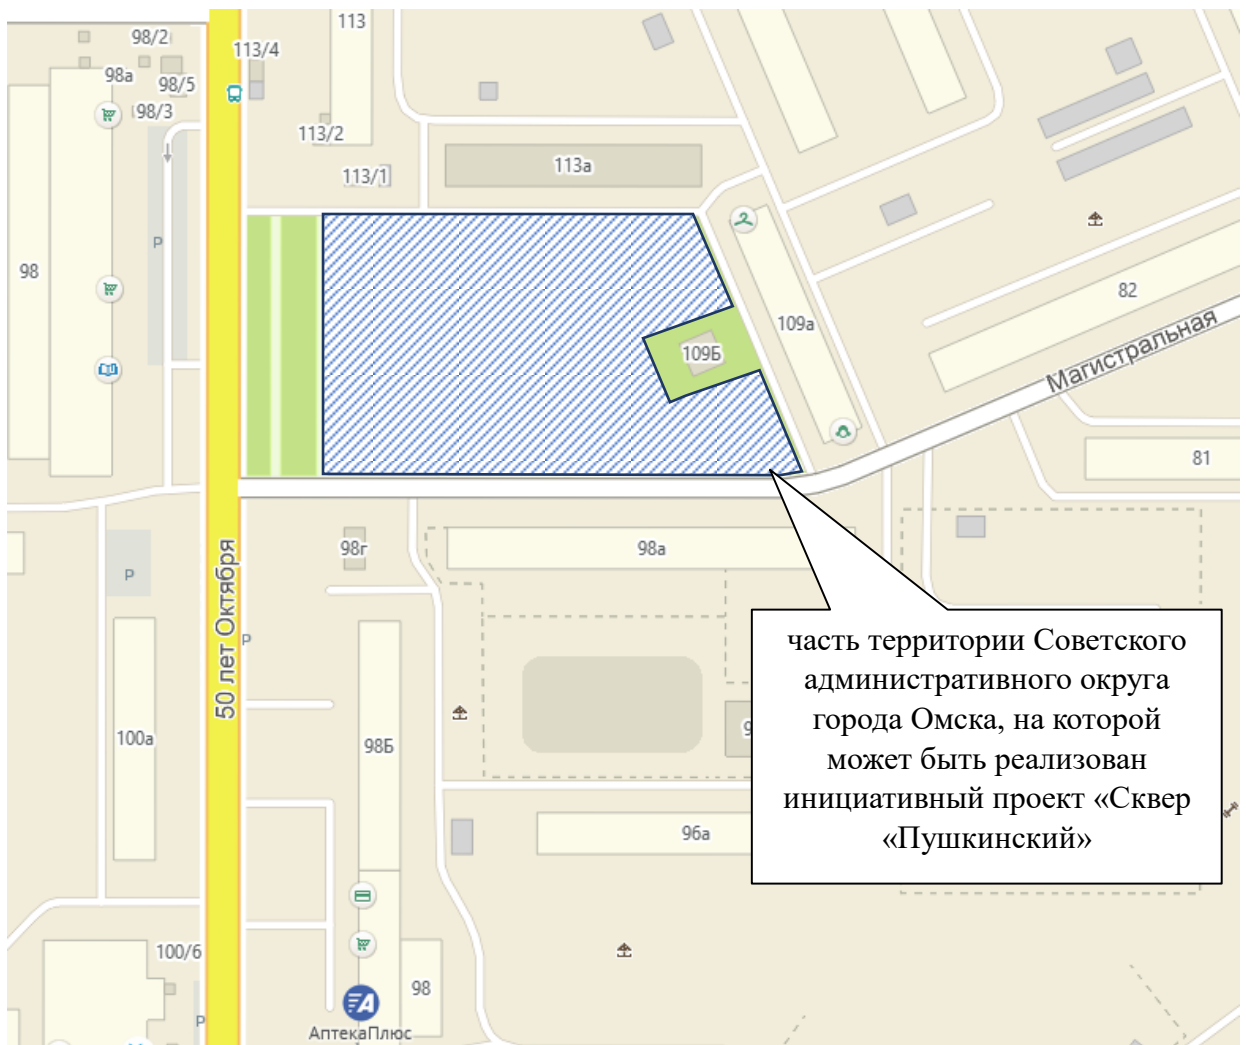 113
98/2
113/4
98а
98/5
98/3
113/2
113/1
113а
98
P
109а
82
109Б
Магистральная
81
50 лет Октября
98г
98а
P
P
100а
98Б
часть территории Советского
административного округа
города Омска, на которой
может быть реализован
инициативный проект «Сквер
«Пушкинский»
96а
100/6
98
P
АптекаПлюс